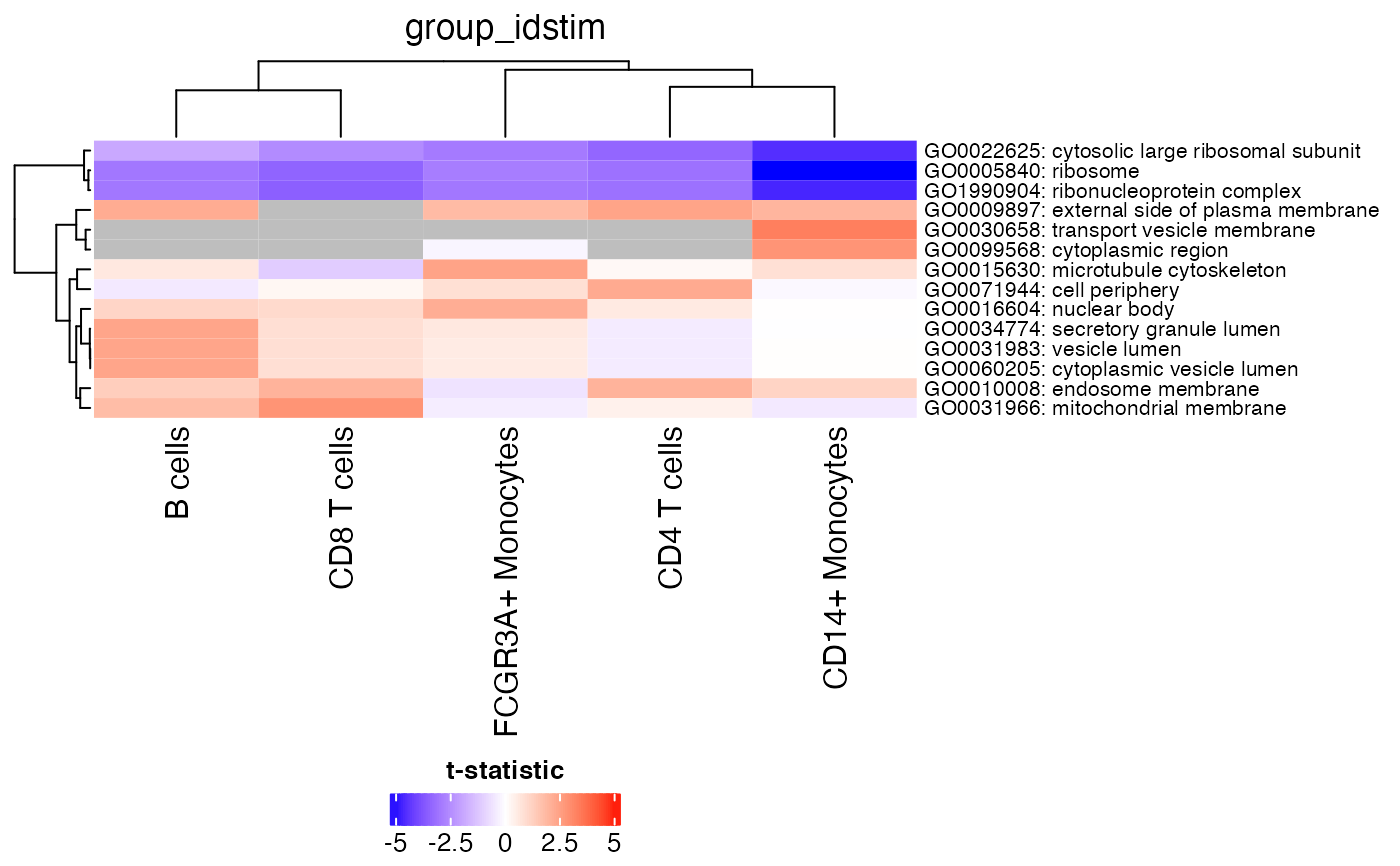 group_idstim
GO0022625: cytosolic large ribosomal subunit
GO0005840: ribosome
GO1990904: ribonucleoprotein complex
GO0009897: external side of plasma membrane
GO0030658: transport vesicle membrane
GO0099568: cytoplasmic region
GO0015630: microtubule cytoskeleton
GO0071944: cell periphery
GO0016604: nuclear body
GO0034774: secretory granule lumen
GO0031983: vesicle lumen
GO0060205: cytoplasmic vesicle lumen
GO0010008: endosome membrane
GO0031966: mitochondrial membrane
B cells
CD8 T cells
FCGR3A+ Monocytes
CD4 T cells
CD14+ Monocytes
t-statistic
-5 -2.5 0 2.5 5